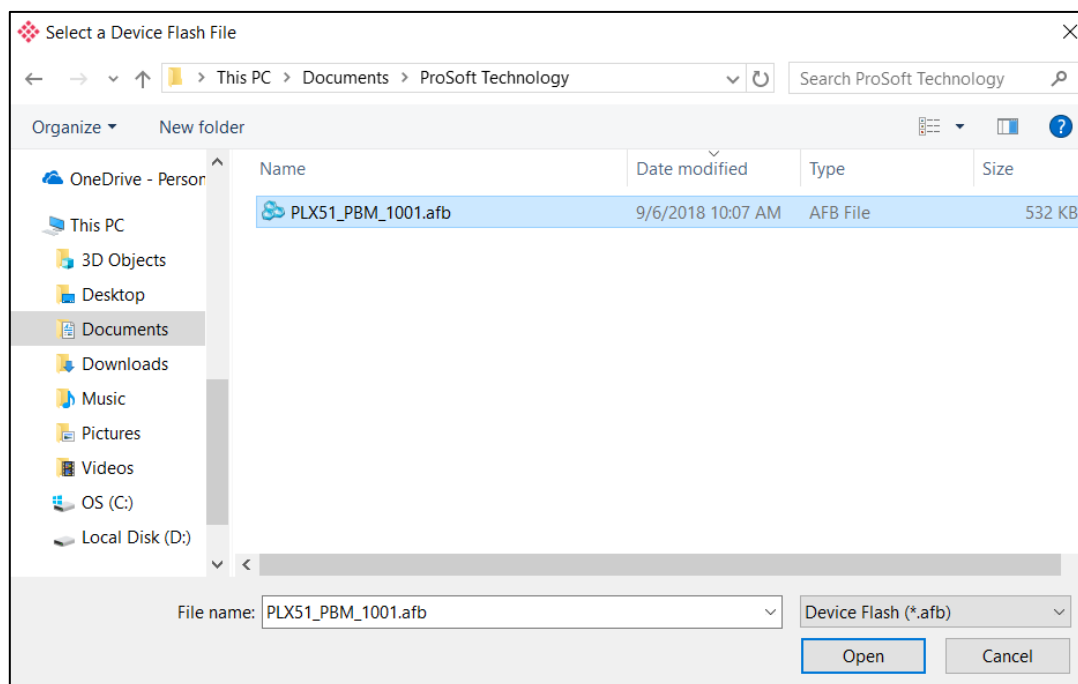 Select a Device Flash File
This PC > Documents > ProSoft Technology
Search ProSoft Technology
Organize
New folder
?
Name
Date modified
Type
Size
OneDrive - Person
This PC
3D Objects
Desktop
Documents
Downloads
Music
Pictures
Videos
OS (C:)
Local Disk (D:)
PLX51_PBM_1001.afb 9/6/2018 10:07 AM AFB File 532 KB
File name: PLX51_PBM_1001.afb
Device Flash (*.afb)
Open
Cancel